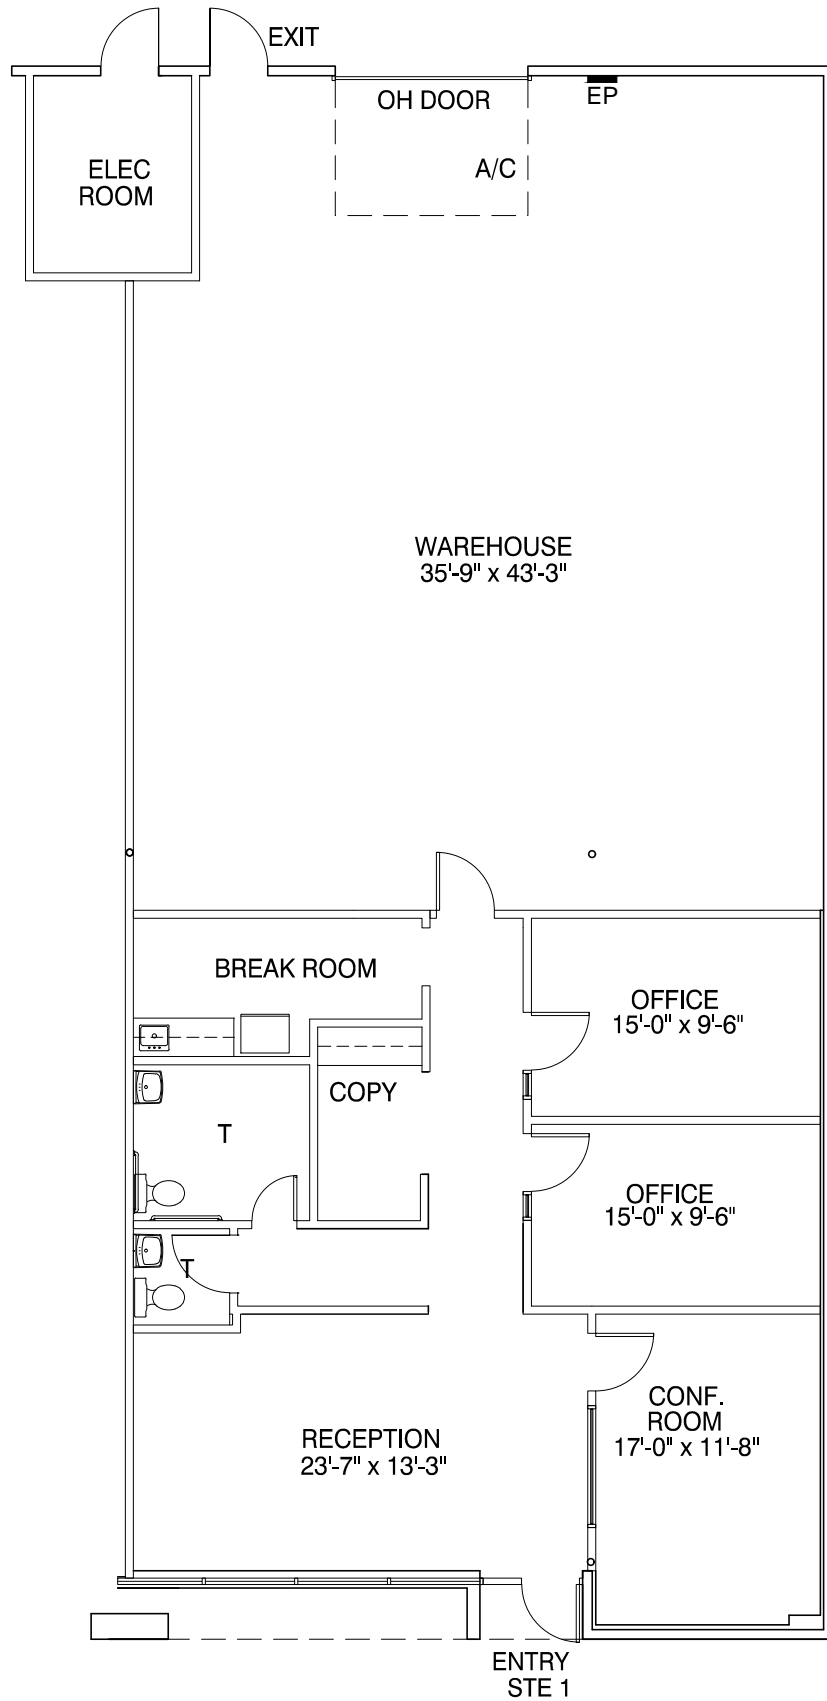 EXIT
OH DOOR
EP
A/C
ELEC
ROOM
WAREHOUSE
35'-9" x 43'-3"
BREAK ROOM
OFFICE
15'-0" x 9'-6"
COPY
T
OFFICE
15'-0" x 9'-6"
T
CONF.
ROOM
17'-0" x 11'-8"
RECEPTION
23'-7" x 13'-3"
ENTRY
STE 1